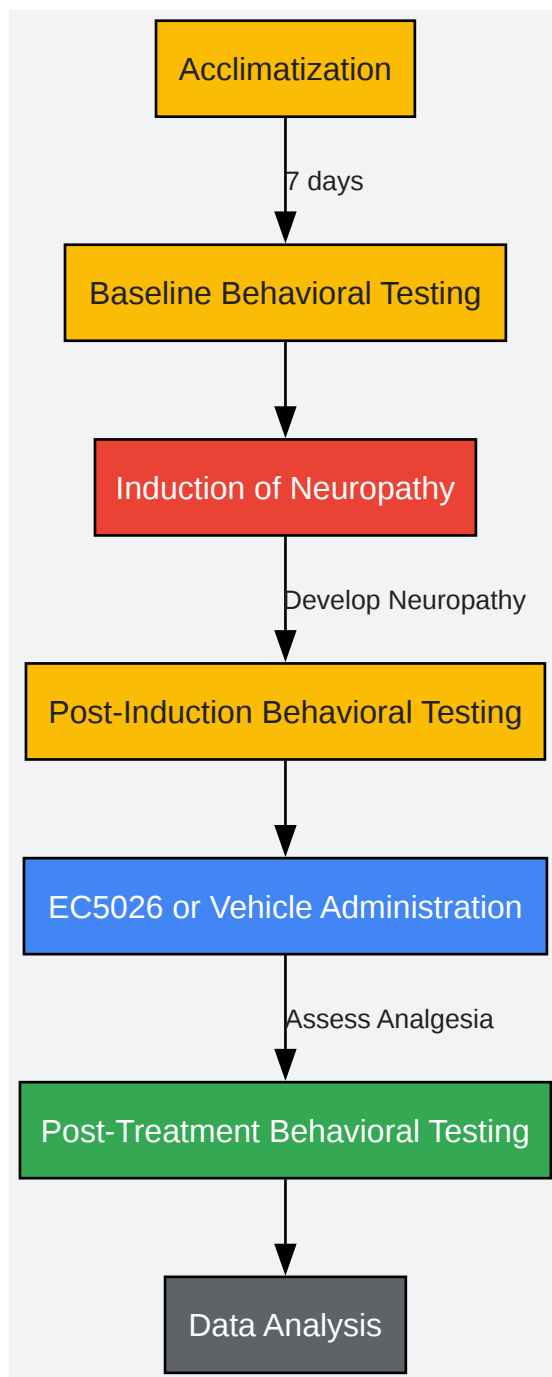 Acclimatization
7 days
Baseline Behavioral Testing
Induction of Neuropathy
Develop Neuropathy
Post-Induction Behavioral Testing
EC5026 or Vehicle Administration
Assess Analgesia
Post-Treatment Behavioral Testing
Data Analysis